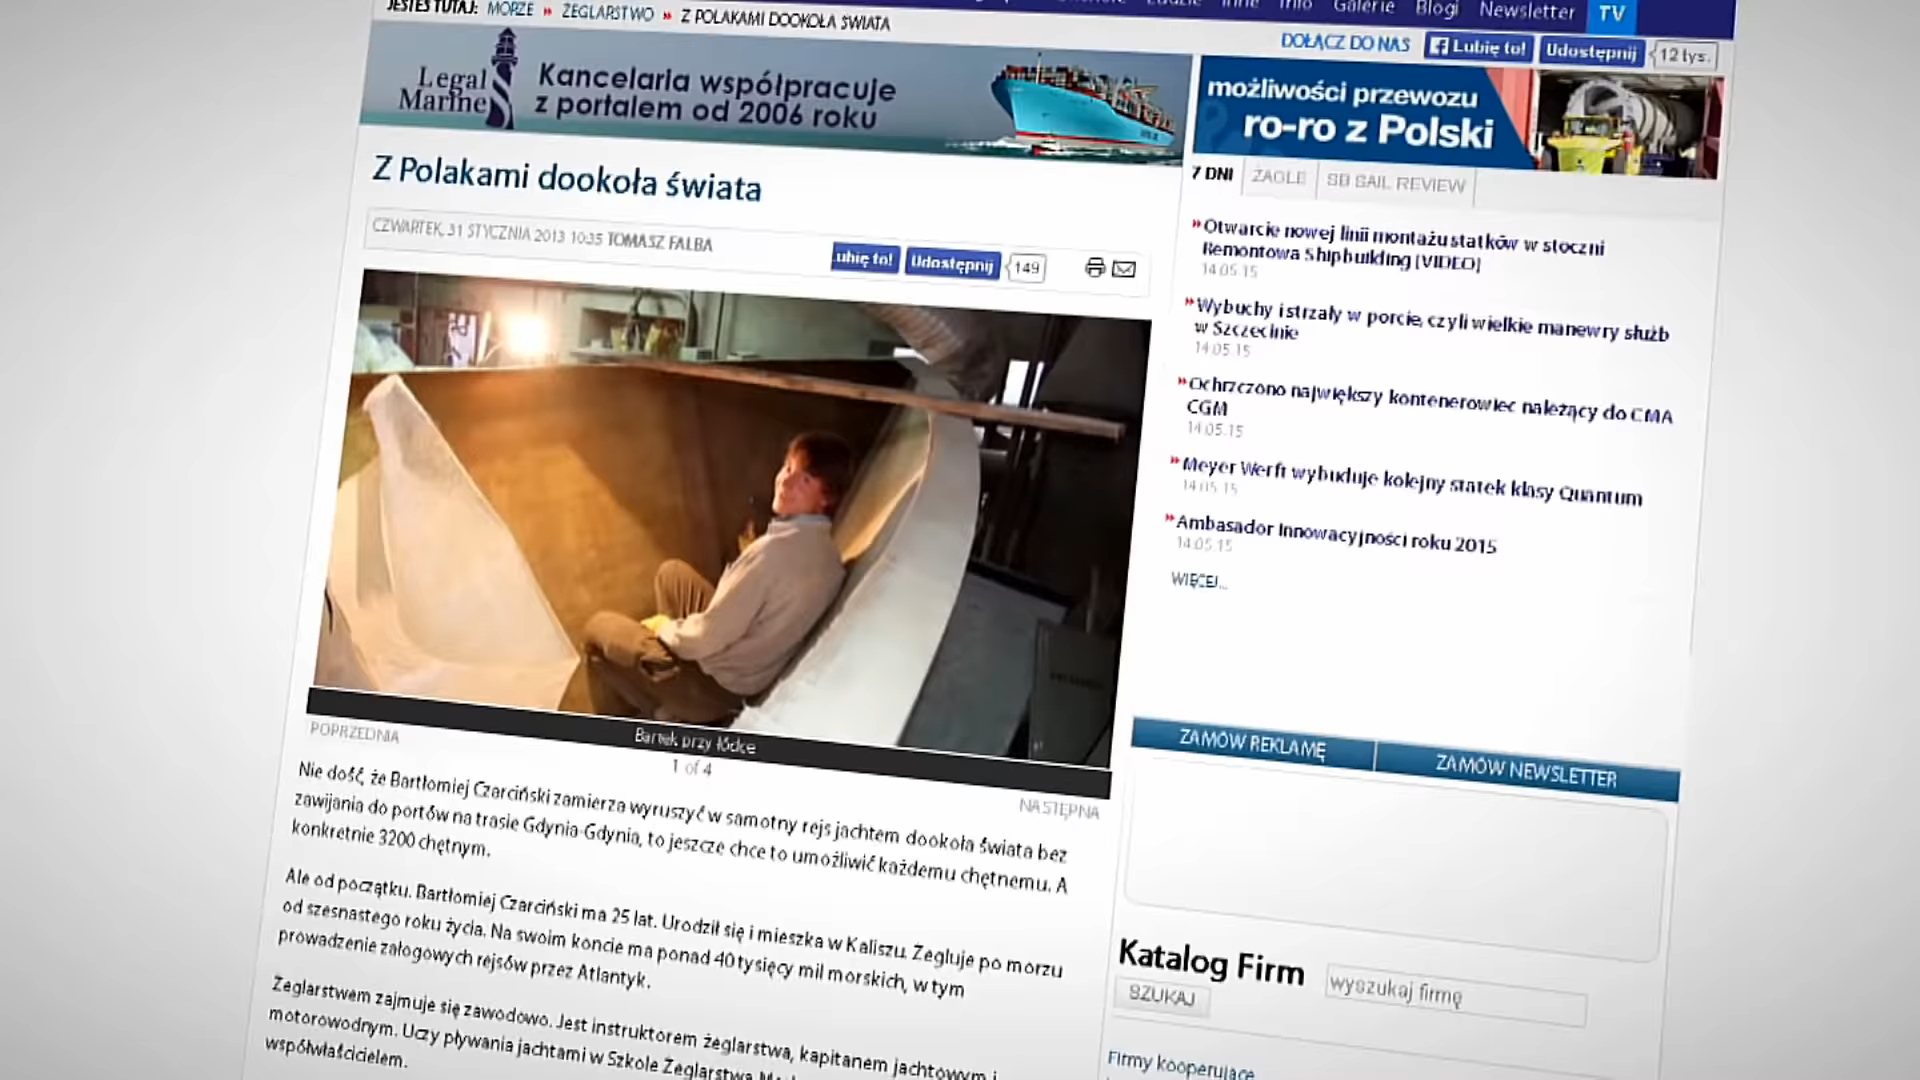 JESTEŚ TUTAJ: MORZE » ŻEGLARSTWO » Z POLAKAMI DOOKOŁA ŚWIATA
Inne Info Galerie Blogi Newsletter TV
DOŁĄCZ DO NAS Lubię to! Udostępnij 12 tys.
Legal
Marine
Kancelaria współpracuje
z portalem od 2006 roku
możliwości przewozu
ro-ro z Polski
Z Polakami dookoła świata
CZWARTEK, 31 STYCZNIA 2013 10:35 TOMASZ FALBA
ubię to! Udostępnij 149
Bartek przy łódce
POPRZEDNIA
1 of 4
NASTĘPNA
Nie dość, że Bartłomiej Czarciński zamierza wyruszyć w samotny rejs jachtem dookoła świata bez
zawijania do portów na trasie Gdynia-Gdynia, to jeszcze chce to umożliwić każdemu chętnemu. A
konkretnie 3200 chętnym.
Ale od początku. Bartłomiej Czarciński ma 25 lat. Urodził się i mieszka w Kaliszu. Żegluje po morzu
od szesnastego roku życia. Na swoim koncie ma ponad 40 tysięcy mil morskich, w tym
prowadzenie załogowych rejsów przez Atlantyk.
Żeglarstwem zajmuje się zawodowo. Jest instruktorem żeglarstwa, kapitanem jachtowym i
motorowodnym. Uczy pływania jachtami w Szkole Żeglarstwa
współwłaścicielem.
7 DNI ŻAGLE SB SAIL REVIEW
» Otwarcie nowej linii montażu statków w stoczni
Remontowa Shipbuilding [VIDEO]
14.05.15
» Wybuchy i strzały w porcie, czyli wielkie manewry służb
w Szczecinie
14.05.15
» Ochrzczono największy kontenerowiec należący do CMA
CGM
14.05.15
» Meyer Werft wybuduje kolejny statek klasy Quantum
14.05.15
» Ambasador Innowacyjności roku 2015
14.05.15
WIĘCEJ...
ZAMÓW REKLAMĘ
ZAMÓW NEWSLETTER
Katalog Firm wyszukaj firmę
SZUKAJ
Firmy kooperujące